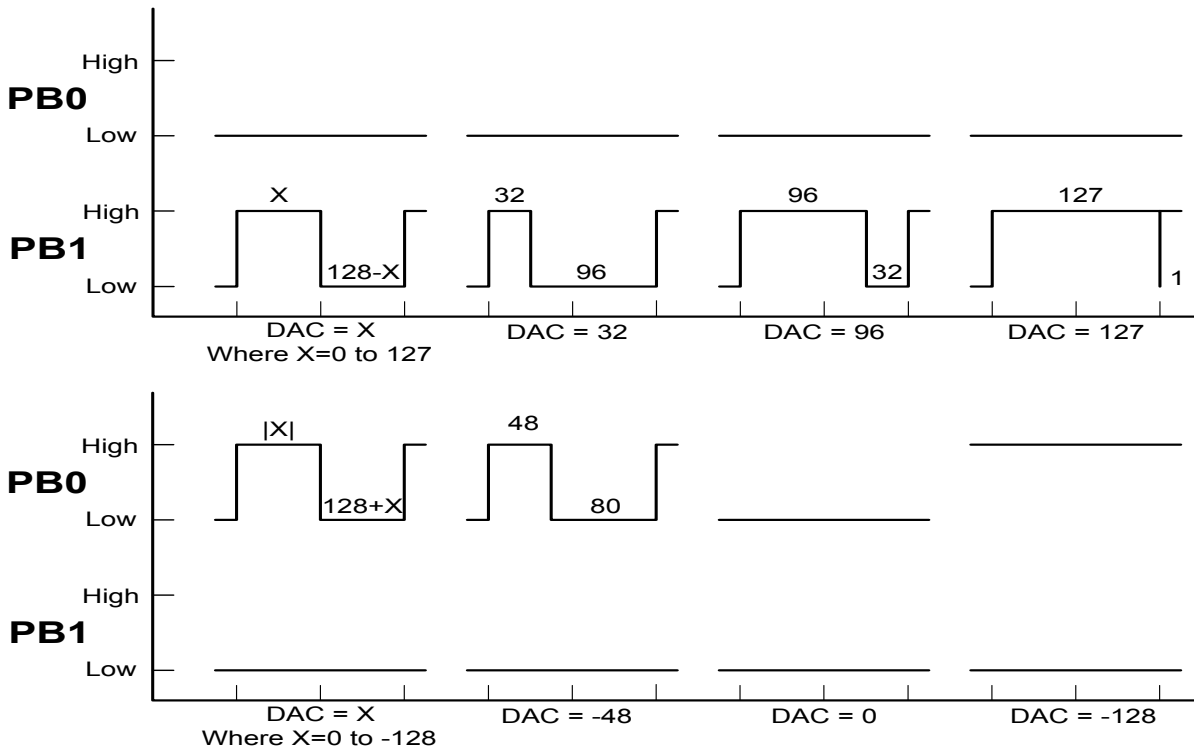 High
PB0
Low
X 32 96 127
High
PB1
128-X 96 32 1
Low
DAC = X DAC = 32 DAC = 96 DAC = 127
Where X=0 to 127
|X| 48
High
PB0
128+X 80
Low
High
PB1
Low
DAC = X DAC = -48 DAC = 0 DAC = -128
Where X=0 to -128